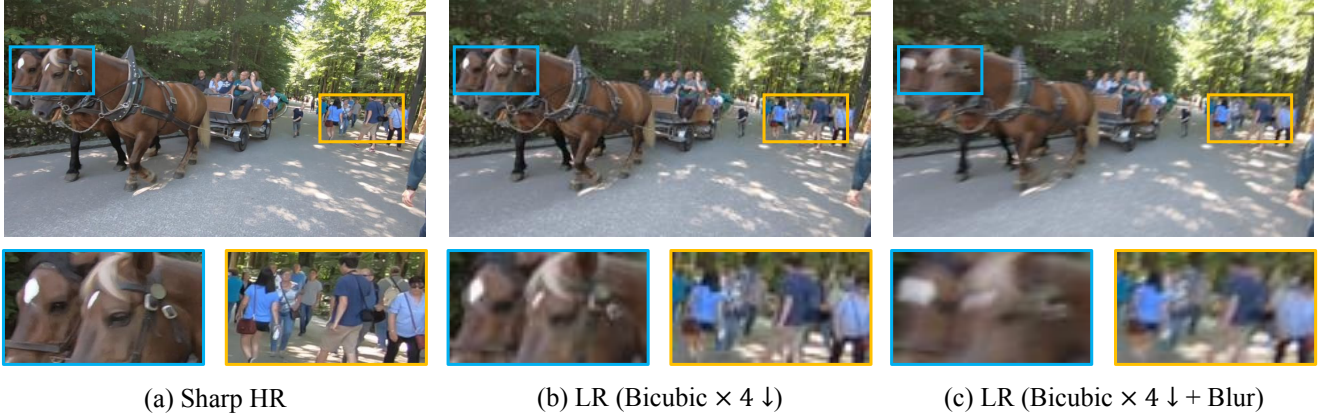 (a) Sharp HR
(b) LR (Bicubic × 4 ↓)
(c) LR (Bicubic × 4 ↓ + Blur)